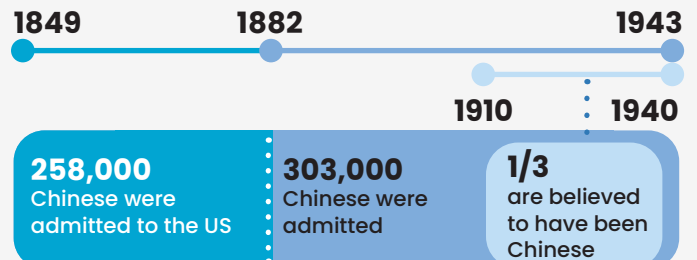 1849 1882 1943
1910 1940
258,000
Chinese were
admitted to the US
303,000
Chinese were
admitted
1/3
are believed
to have been
Chinese